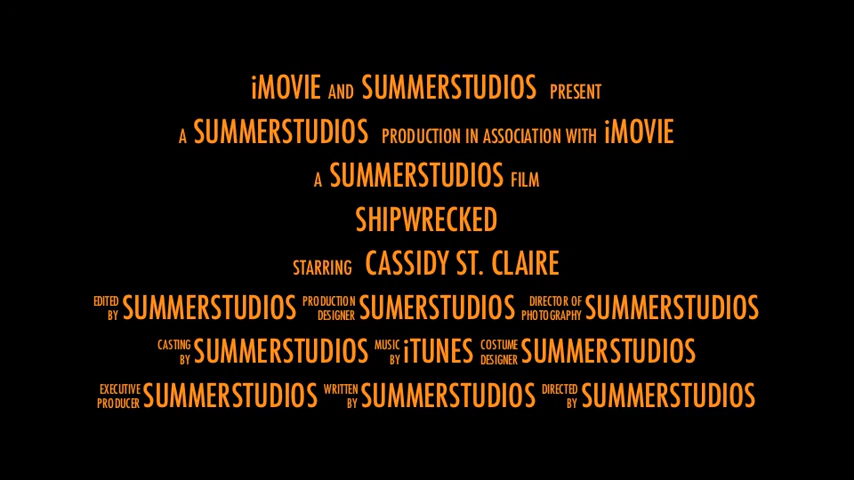 iMOVIE AND SUMMERSTUDIOS PRESENT
A SUMMERSTUDIOS PRODUCTION IN ASSOCIATION WITH iMOVIE
A SUMMERSTUDIOS FILM
SHIPWRECKED
STARRING CASSIDY ST. CLAIRE
EDITED BY SUMMERSTUDIOS PRODUCTION DESIGNER SUMERSTUDIOS DIRECTOR OF PHOTOGRAPHY SUMMERSTUDIOS
CASTING BY SUMMERSTUDIOS MUSIC BY iTUNES COSTUME DESIGNER SUMMERSTUDIOS
EXECUTIVE PRODUCER SUMMERSTUDIOS WRITTEN BY SUMMERSTUDIOS DIRECTED BY SUMMERSTUDIOS